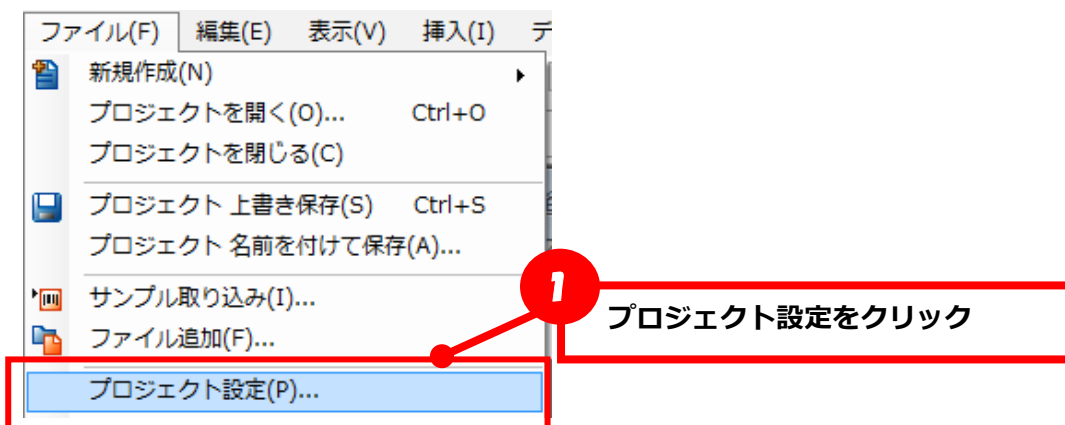 ファイル(F) 編集(E) 表示(V) 挿入(I) デ
新規作成(N)
プロジェクトを開く(O)... Ctrl+O
プロジェクトを閉じる(C)
プロジェクト 上書き保存(S) Ctrl+S
プロジェクト 名前を付けて保存(A)...
サンプル取り込み(I)...
ファイル追加(F)...
プロジェクト設定(P)...
1
プロジェクト設定をクリック